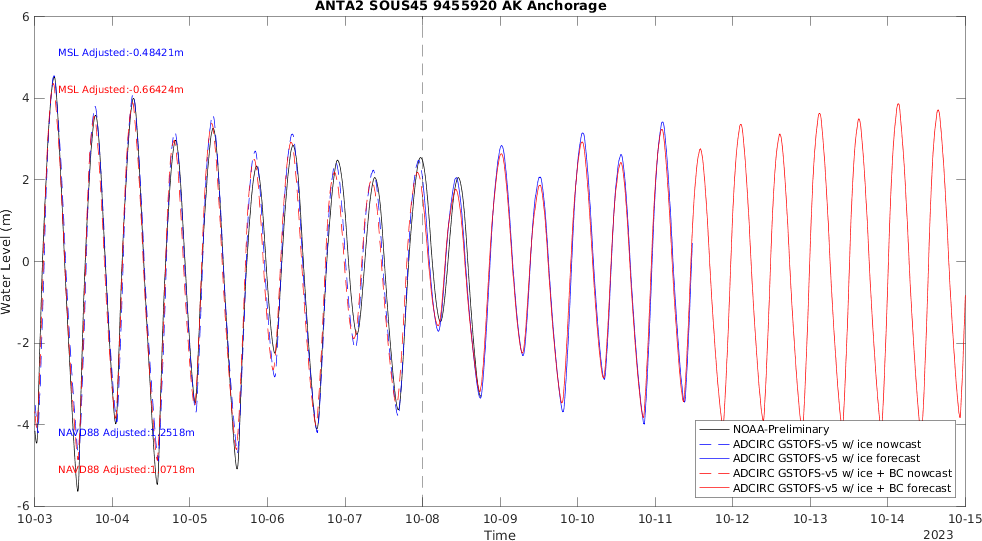 ANTA2 SOUS45 9455920 AK Anchorage
6
4
2
0
-2
-4
-6
Water Level (m)
MSL Adjusted:-0.48421m
MSL Adjusted:-0.66424m
NAVD88 Adjusted:1.2518m
NAVD88 Adjusted:1.0718m
NOAA-Preliminary
ADCIRC GSTOFS-v5 w/ ice nowcast
ADCIRC GSTOFS-v5 w/ ice forecast
ADCIRC GSTOFS-v5 w/ ice + BC nowcast
ADCIRC GSTOFS-v5 w/ ice + BC forecast
10-03 10-04 10-05 10-06 10-07 10-08 10-09 10-10 10-11 10-12 10-13 10-14 10-15
Time
2023